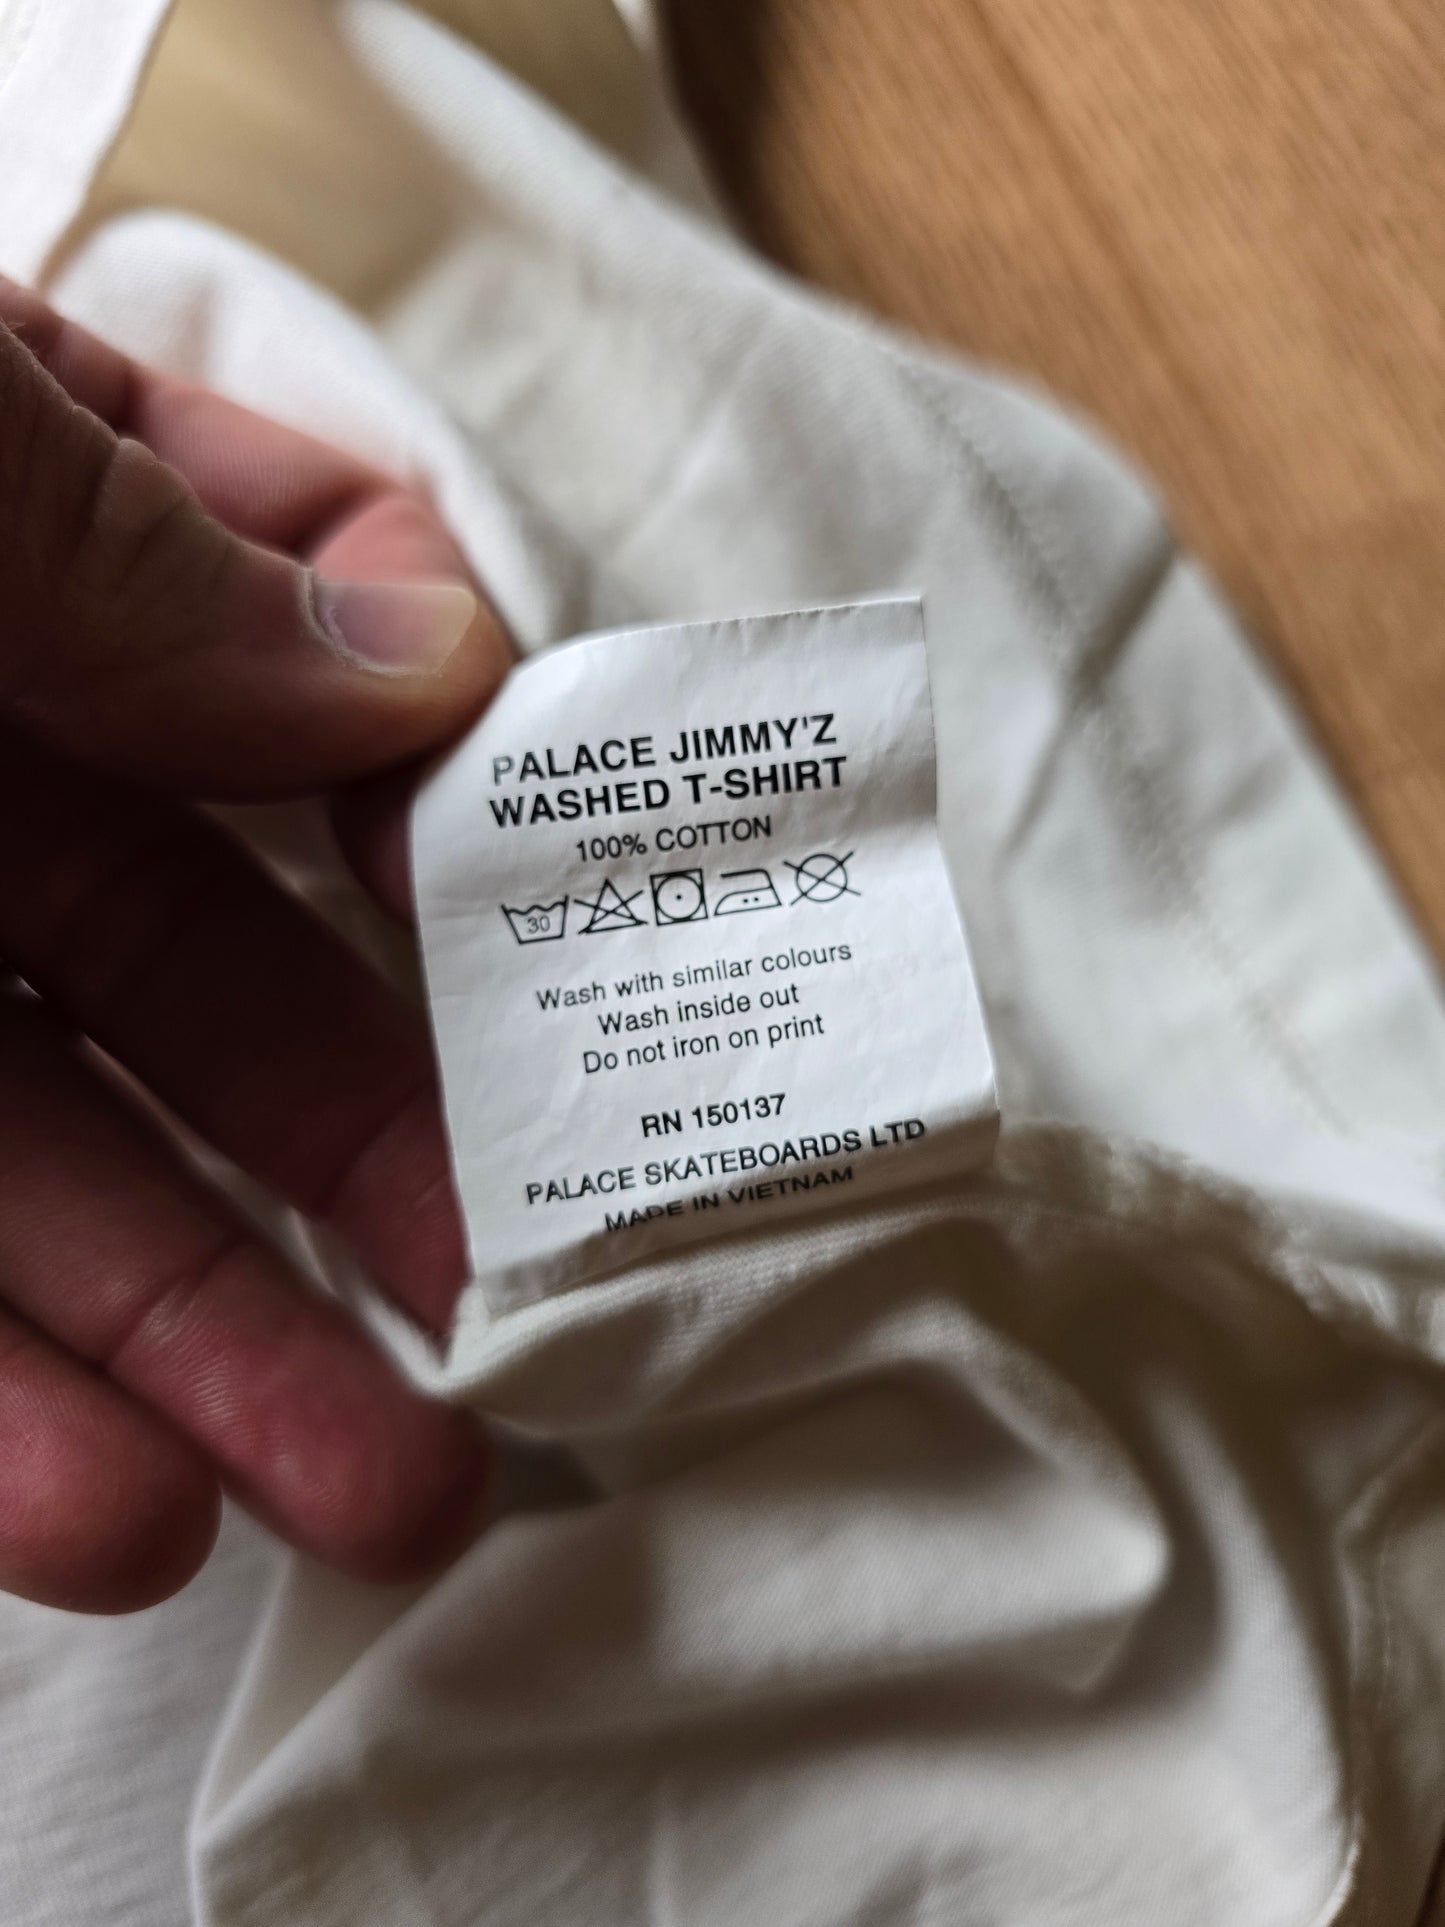 PALACE JIMMY'Z
WASHED T-SHIRT
100% COTTON
30
Wash with similar colours
Wash inside out
Do not iron on print
RN 150137
PALACE SKATEBOARDS LTD
MADE IN VIETNAM